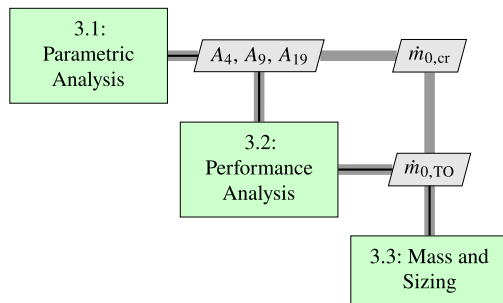 3.1:
Parametric
Analysis
A₄, A₉, A₁₉
ṁ₀,cr
3.2:
Performance
Analysis
ṁ₀,TO
3.3: Mass and
Sizing